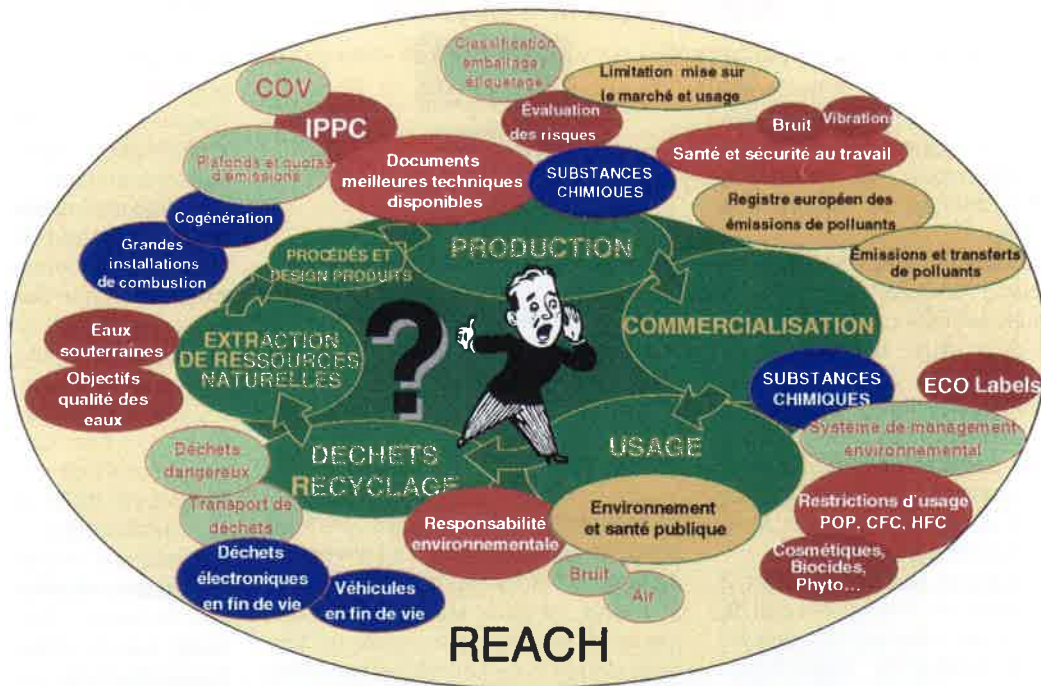 Classification
emballage /
étiquetage
Limitation mise sur
le marché et usage
COV
IPPC
Évaluation
des risques
Bruit
Vibrations
Santé et sécurité au travail
Plafonds et quotas
d'émissions
Documents
meilleures techniques
disponibles
SUBSTANCES
CHIMIQUES
Registre européen des
émissions de polluants
Cogénération
Grandes
installations
de combustion
PROCÉDÉS ET
DESIGN PRODUITS
PRODUCTION
Émissions et transferts
de polluants
Eaux
souterraines
EXTRACTION
DE RESSOURCES
NATURELLES
?
COMMERCIALISATION
Objectifs
qualité des
eaux
SUBSTANCES
CHIMIQUES
ECO Labels
Système de management
environnemental
Déchets
dangereux
DECHETS
RECYCLAGE
USAGE
Transport de
déchets
Responsabilité
environnementale
Environnement
et santé publique
Restrictions d'usage
POP, CFC, HFC
Déchets
électroniques
en fin de vie
Véhicules
en fin de vie
Bruit
Air
Cosmétiques,
Biocides,
Phyto...
REACH